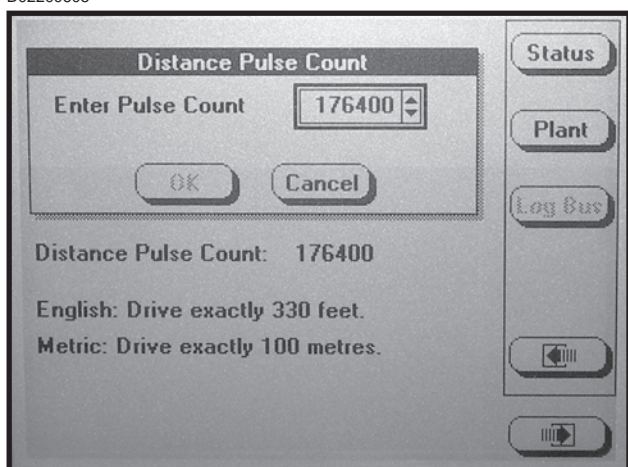 Distance Pulse Count
Enter Pulse Count 176400
OK Cancel
Distance Pulse Count: 176400
English: Drive exactly 330 feet.
Metric: Drive exactly 100 metres.
Status
Plant
Log Bus